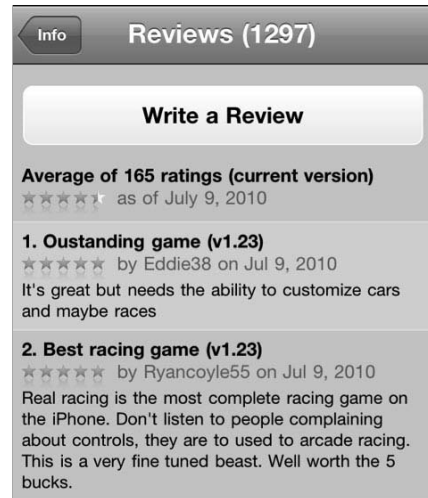 Info
Reviews (1297)
Write a Review
Average of 165 ratings (current version)
as of July 9, 2010
1. Oustanding game (v1.23)
by Eddie38 on Jul 9, 2010
It's great but needs the ability to customize cars
and maybe races
2. Best racing game (v1.23)
by Ryancoyle55 on Jul 9, 2010
Real racing is the most complete racing game on
the iPhone. Don't listen to people complaining
about controls, they are to used to arcade racing.
This is a very fine tuned beast. Well worth the 5
bucks.